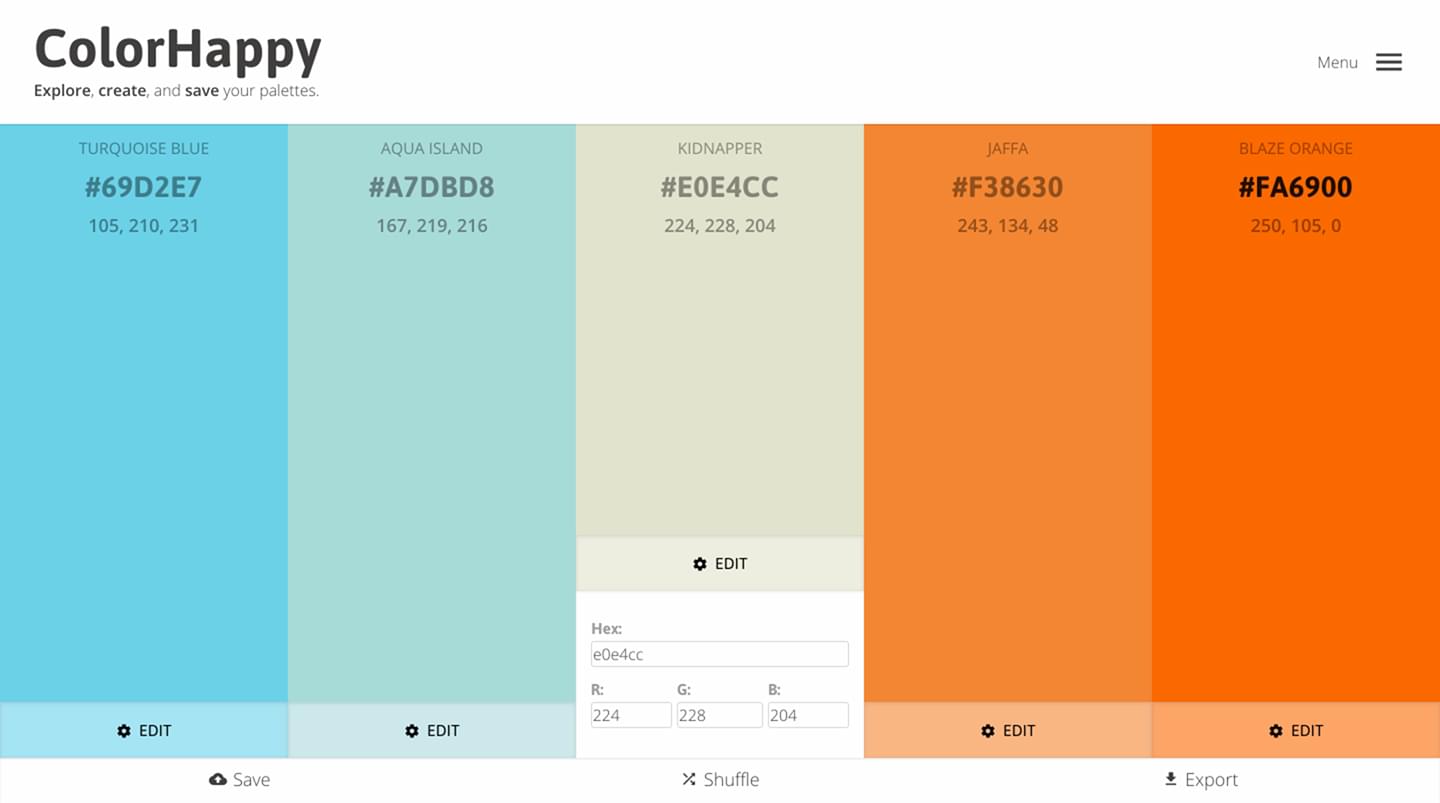 ColorHappy
Explore, create, and save your palettes.
Menu
TURQUOISE BLUE
#69D2E7
105, 210, 231
EDIT
AQUA ISLAND
#A7DBD8
167, 219, 216
EDIT
KIDNAPPER
#E0E4CC
224, 228, 204
EDIT
Hex:
e0e4cc
R: G: B:
224 228 204
JAFFA
#F38630
243, 134, 48
EDIT
BLAZE ORANGE
#FA6900
250, 105, 0
EDIT
Save
Shuffle
Export